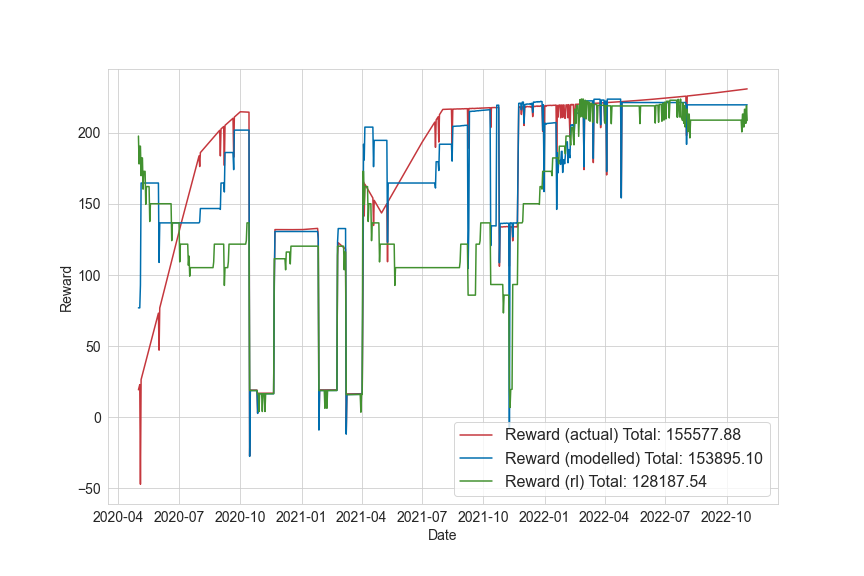 200
150
100
50
0
−50
Reward
2020-04 2020-07 2020-10 2021-01 2021-04 2021-07 2021-10 2022-01 2022-04 2022-07 2022-10
Date
Reward (actual) Total: 155577.88
Reward (modelled) Total: 153895.10
Reward (rl) Total: 128187.54